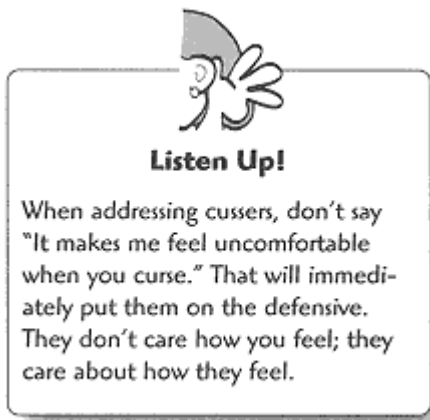 Listen Up!
When addressing cussers, don't say
"It makes me feel uncomfortable
when you curse." That will immedi-
ately put them on the defensive.
They don't care how you feel; they
care about how they feel.